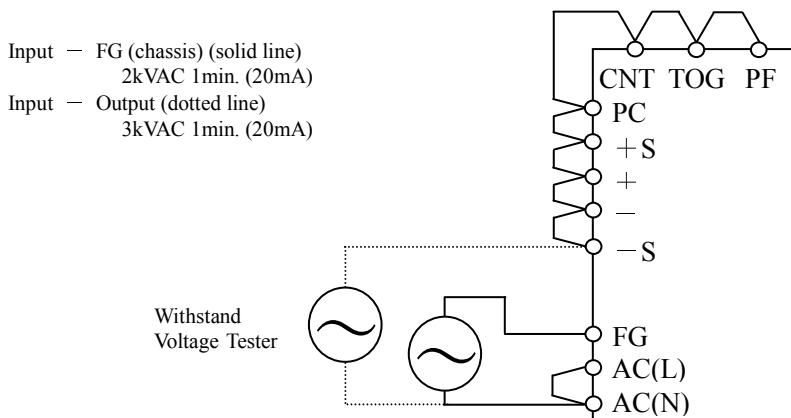 Input － FG (chassis) (solid line)
2kVAC 1min. (20mA)
Input － Output (dotted line)
3kVAC 1min. (20mA)
CNT TOG PF
PC
＋S
＋
－
－S
Withstand
Voltage Tester
FG
AC(L)
AC(N)